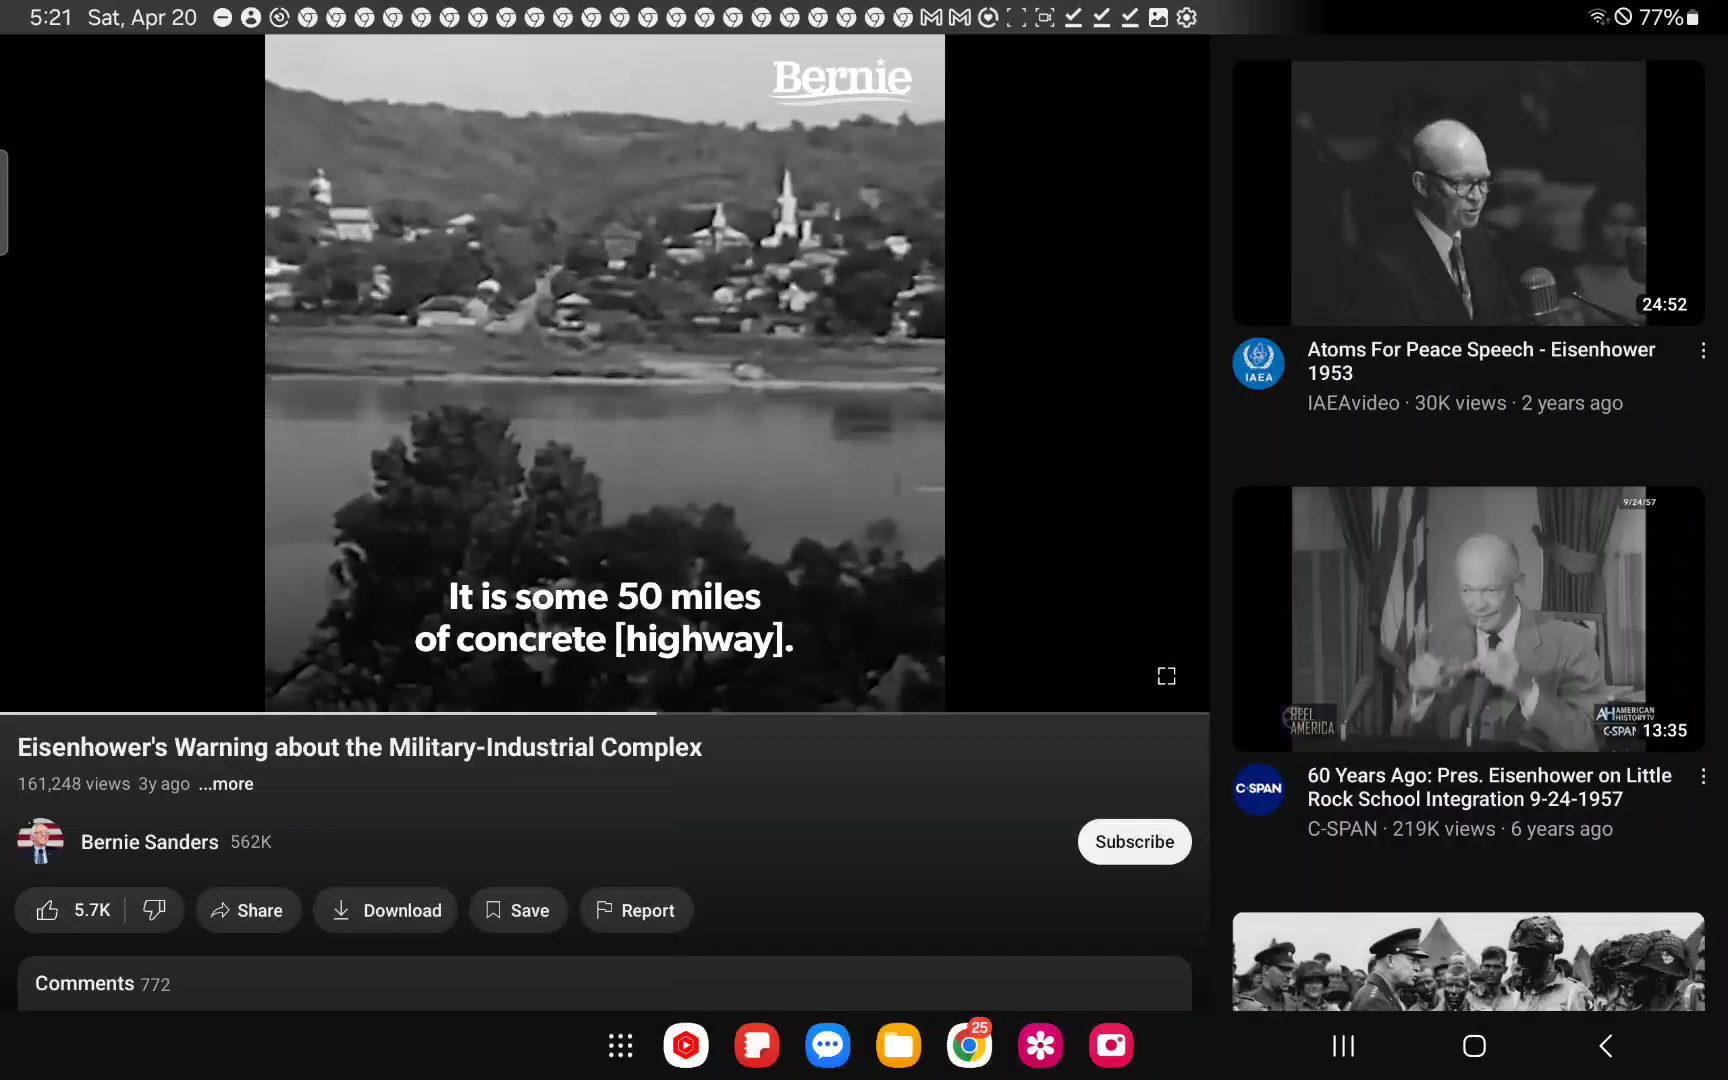 5:21 Sat, Apr 20
77%
Bernie
It is some 50 miles
of concrete [highway].
Eisenhower's Warning about the Military-Industrial Complex
161,248 views 3y ago ...more
Bernie Sanders 562K
Subscribe
5.7K
Share
Download
Save
Report
Comments 772
24:52
IAEA
Atoms For Peace Speech - Eisenhower
1953
IAEAvideo · 30K views · 2 years ago
9/24/57
REEL
AMERICA
AH AMERICAN
HISTORYTV
C-SPAN
13:35
C-SPAN
60 Years Ago: Pres. Eisenhower on Little
Rock School Integration 9-24-1957
C-SPAN · 219K views · 6 years ago
25